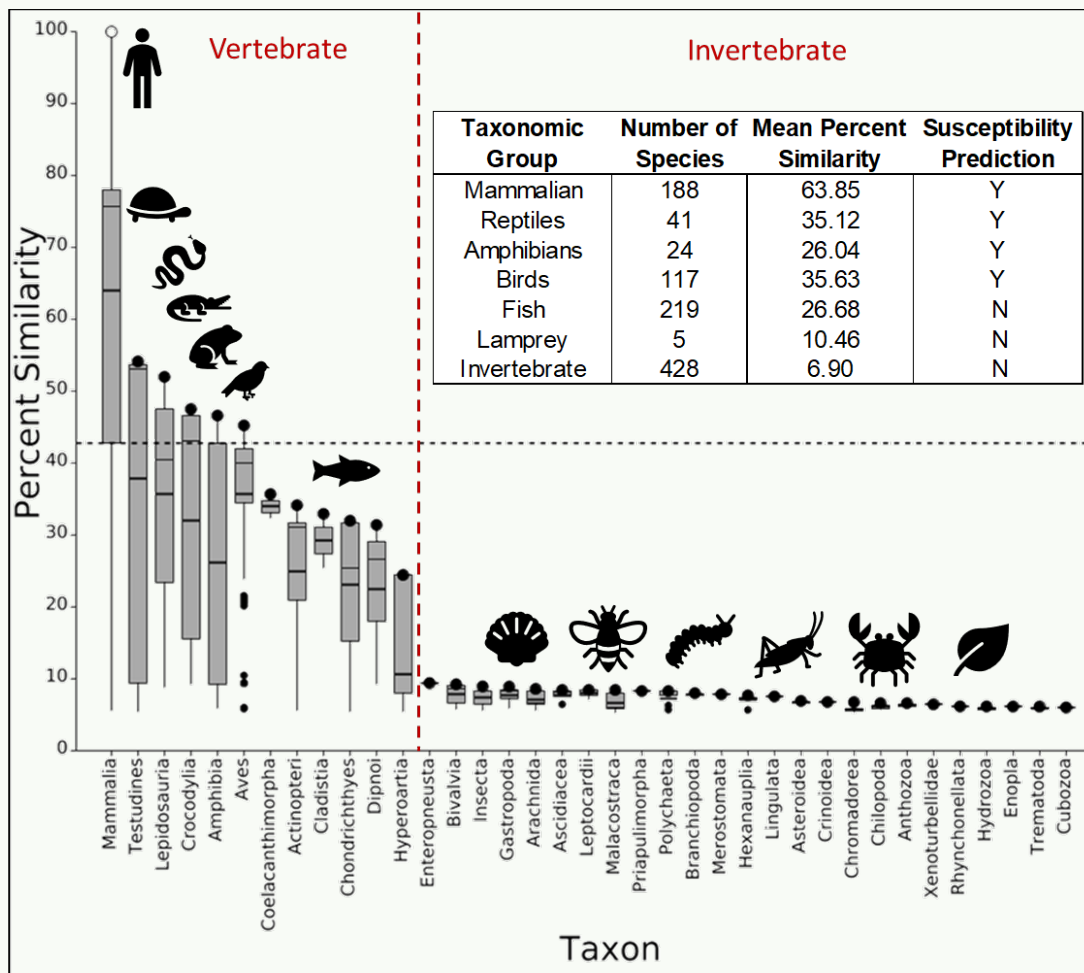 Vertebrate
Invertebrate
Percent Similarity
100
90
80
70
60
50
40
30
20
10
0
Taxonomic Group Number of Species Mean Percent Similarity Susceptibility Prediction
Mammalian 188 63.85 Y
Reptiles 41 35.12 Y
Amphibians 24 26.04 Y
Birds 117 35.63 Y
Fish 219 26.68 N
Lamprey 5 10.46 N
Invertebrate 428 6.90 N
Mammalia
Testudines
Lepidosauria
Crocodylia
Amphibia
Aves
Coelacanthimorpha
Actinopteri
Cladistia
Chondrichthyes
Dipnoi
Hyperoartia
Enteropneusta
Bivalvia
Insecta
Gastropoda
Arachnida
Ascidiacea
Leptocardii
Malacostraca
Priapulimorpha
Polychaeta
Branchiopoda
Merostomata
Hexanauplia
Lingulata
Asteroidea
Crinoidea
Chromadorea
Chilopoda
Anthozoa
Xenoturbellidae
Rhynchonellata
Hydrozoa
Enopla
Trematoda
Cubozoa
Taxon